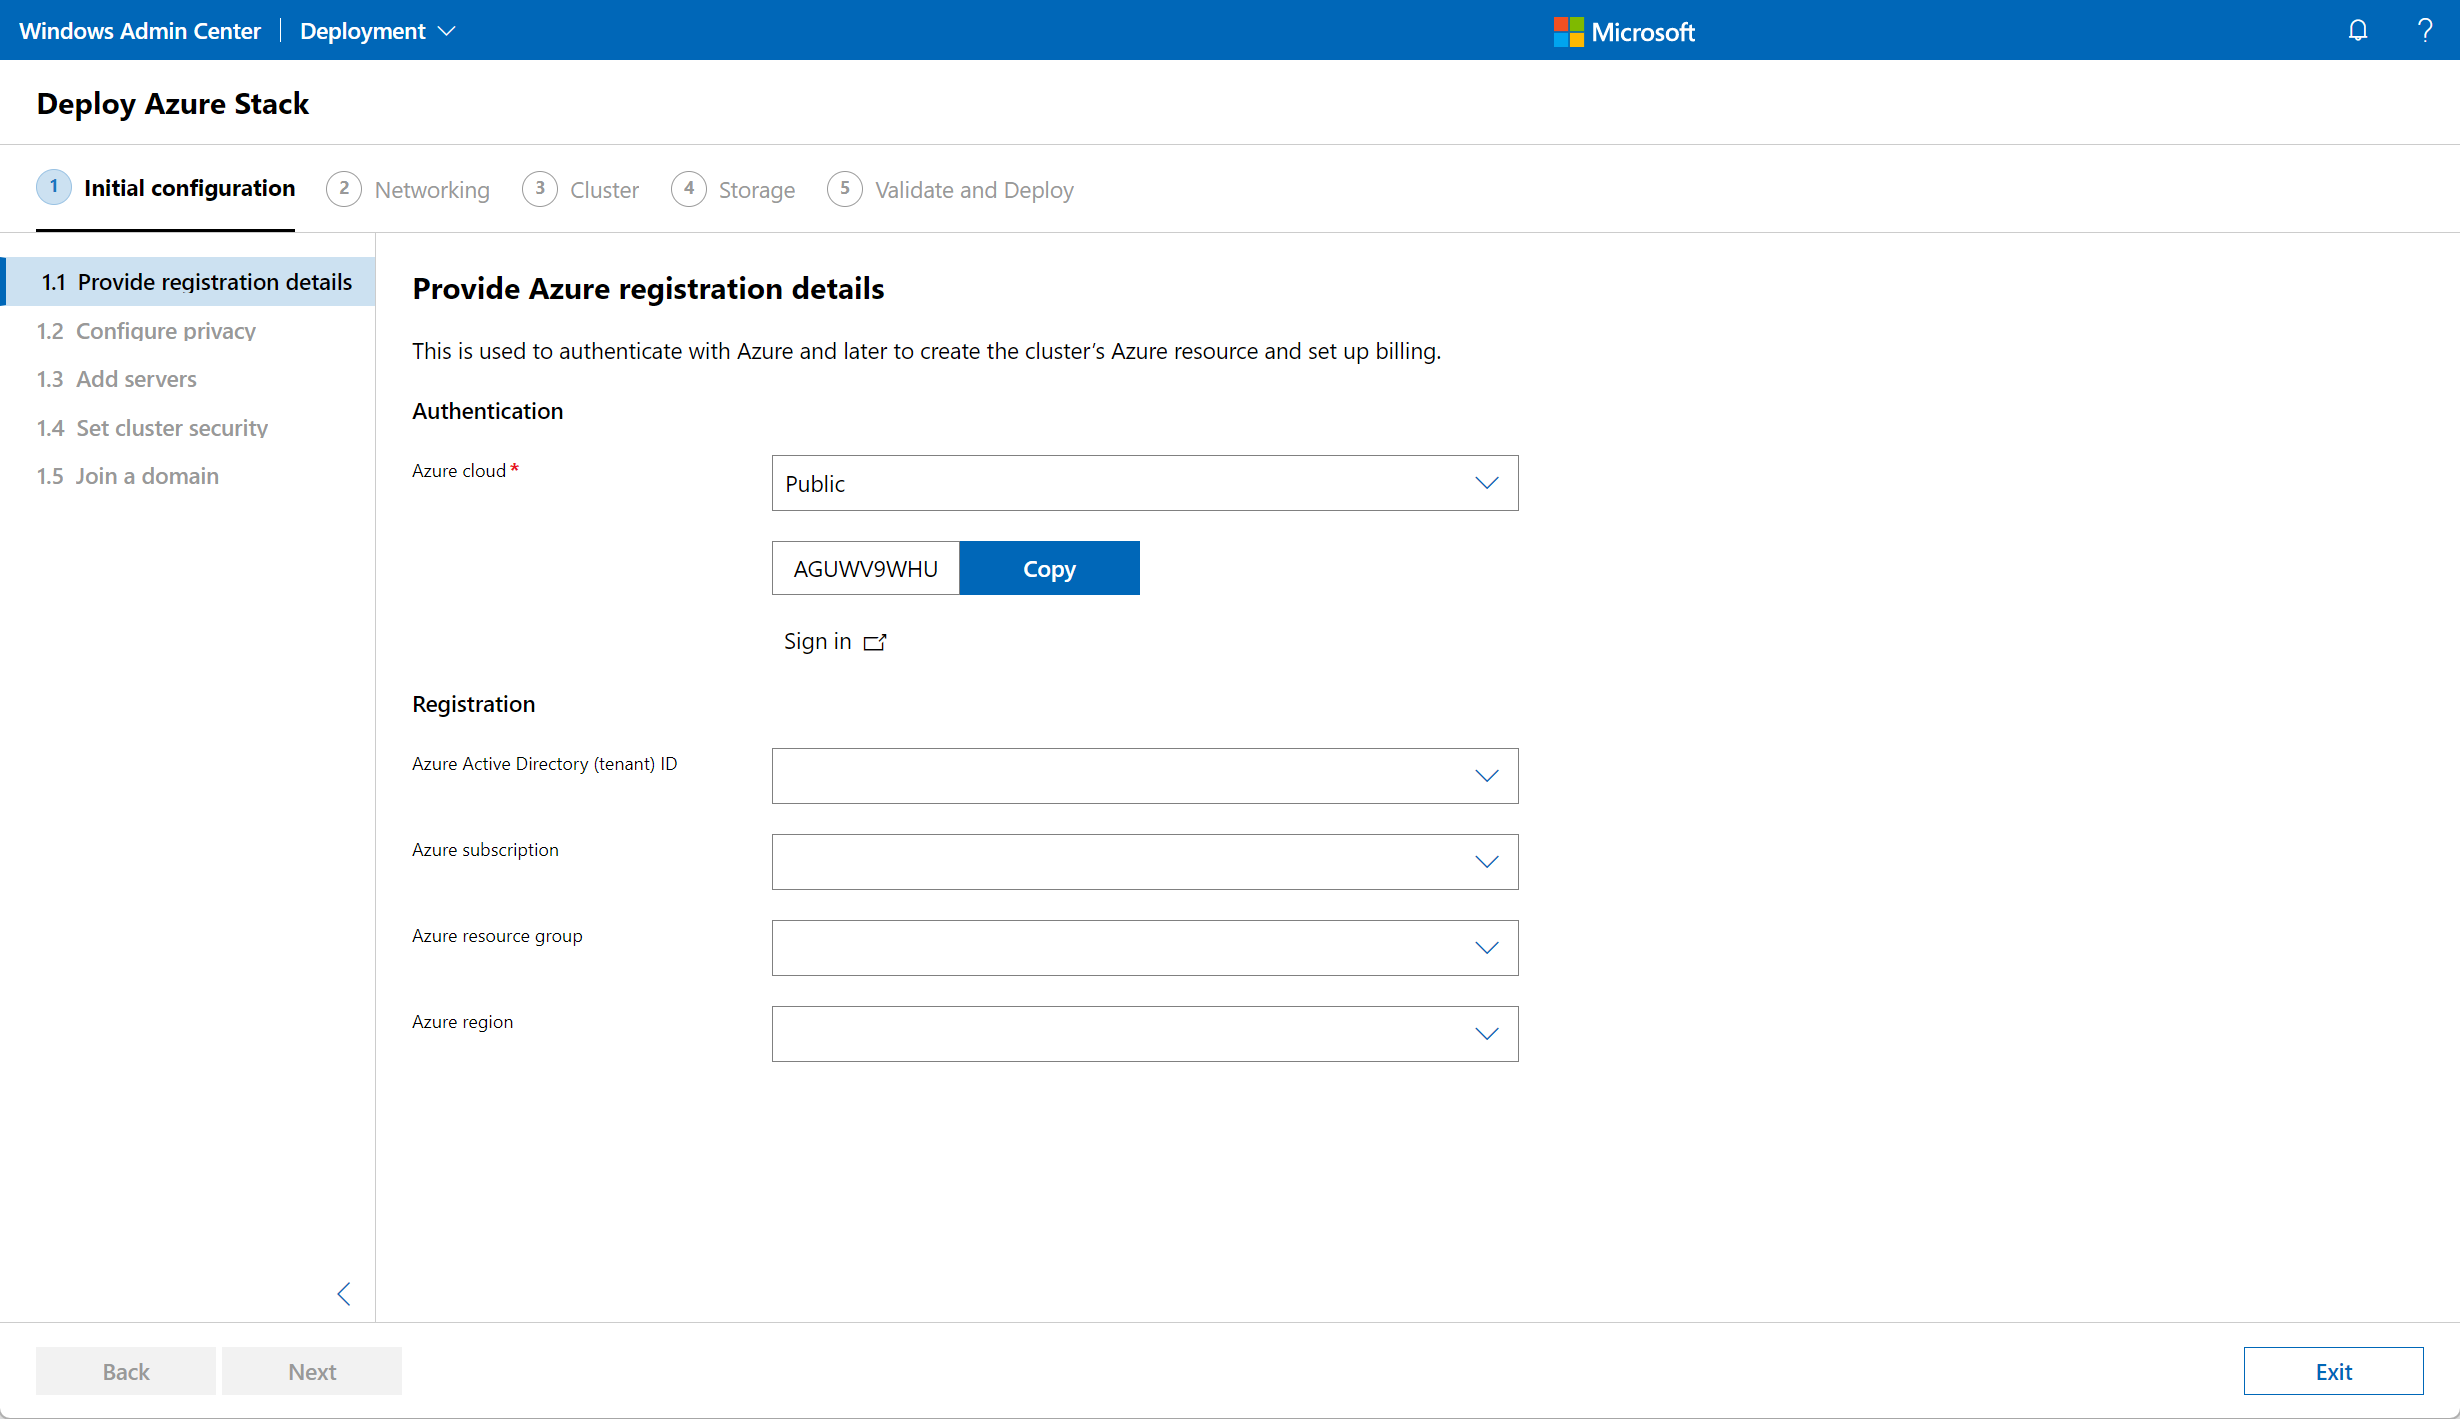 Windows Admin Center Deployment Microsoft ?
Deploy Azure Stack
1 Initial configuration 2 Networking 3 Cluster 4 Storage 5 Validate and Deploy
1.1 Provide registration details
1.2 Configure privacy
1.3 Add servers
1.4 Set cluster security
1.5 Join a domain
Provide Azure registration details
This is used to authenticate with Azure and later to create the cluster’s Azure resource and set up billing.
Authentication
Azure cloud *
Public
AGUWV9WHU Copy
Sign in
Registration
Azure Active Directory (tenant) ID
Azure subscription
Azure resource group
Azure region
Back Next Exit